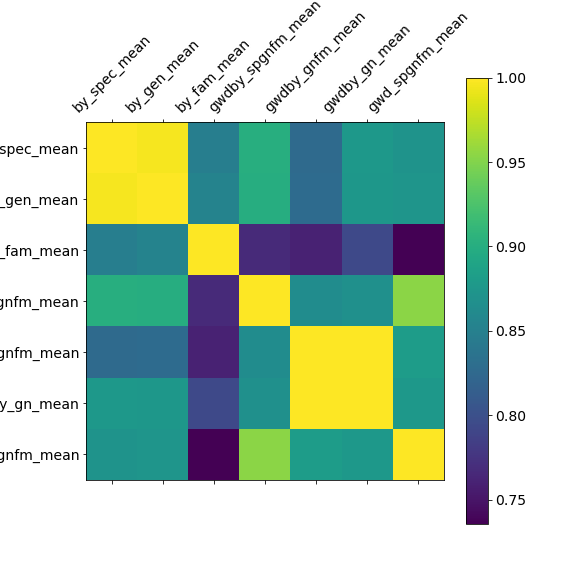 by_spec_mean
by_gen_mean
by_fam_mean
gwdby_spgnfm_mean
gwdby_gnfm_mean
gwdby_gn_mean
gwd_spgnfm_mean
spec_mean
_gen_mean
_fam_mean
gnfm_mean
gnfm_mean
y_gn_mean
gnfm_mean
1.00
0.95
0.90
0.85
0.80
0.75